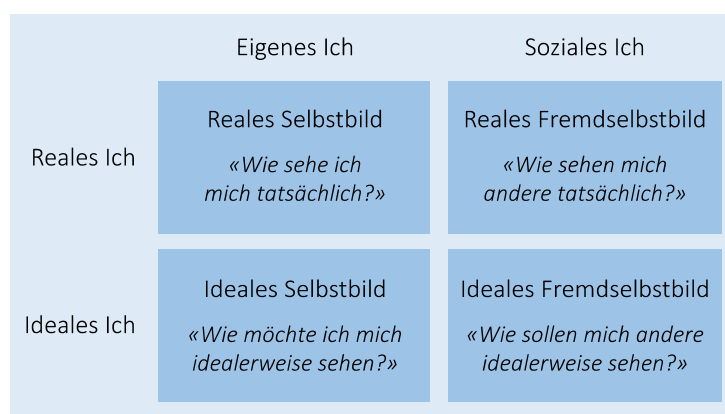 Eigenes Ich
Soziales Ich
Reales Ich
Reales Selbstbild
«Wie sehe ich
mich tatsächlich?»
Reales Fremdselbstbild
«Wie sehen mich
andere tatsächlich?»
Ideales Ich
Ideales Selbstbild
«Wie möchte ich mich
idealerweise sehen?»
Ideales Fremdselbstbild
«Wie sollen mich andere
idealerweise sehen?»